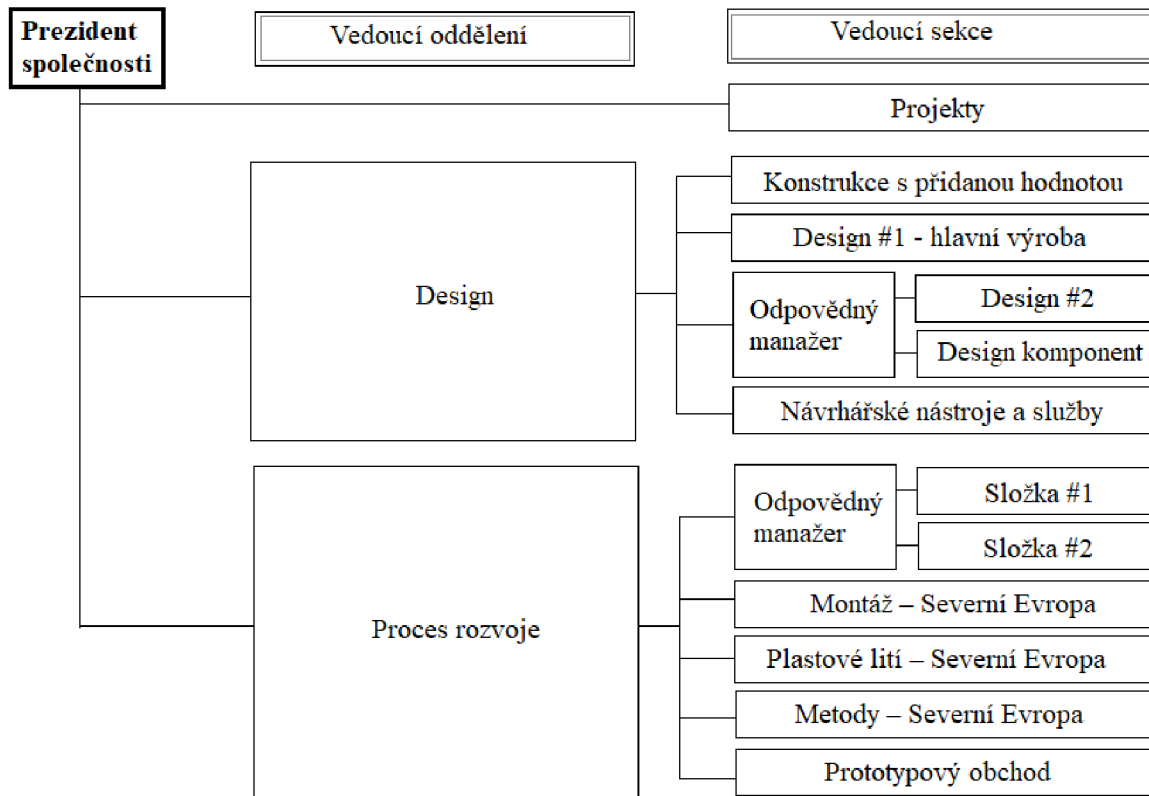 Prezident
společnosti
Vedoucí oddělení
Vedoucí sekce
Projekty
Design
Konstrukce s přidanou hodnotou
Design #1 - hlavní výroba
Odpovědný
manažer
Design #2
Design komponent
Návrhářské nástroje a služby
Proces rozvoje
Odpovědný
manažer
Složka #1
Složka #2
Montáž – Severní Evropa
Plastové lití – Severní Evropa
Metody – Severní Evropa
Prototypový obchod